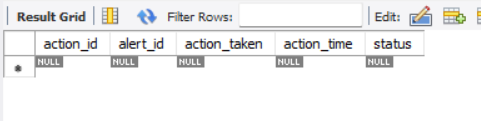 Result Grid Filter Rows: Edit:
action_id alert_id action_taken action_time status
* NULL NULL NULL NULL NULL